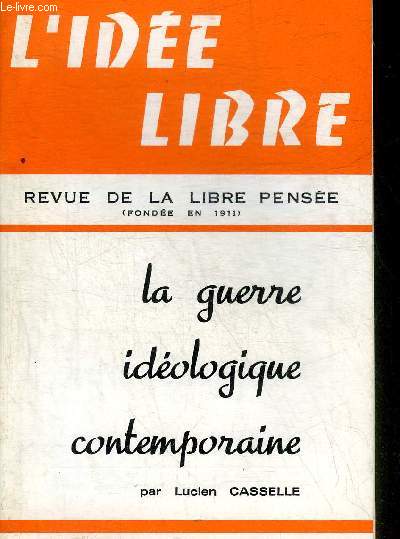 Le-livre.com
L'IDÉE
LIBRE
REVUE DE LA LIBRE PENSÉE
(FONDÉE EN 1911)
la guerre
idéologique
contemporaine
par Lucien CASSELLE